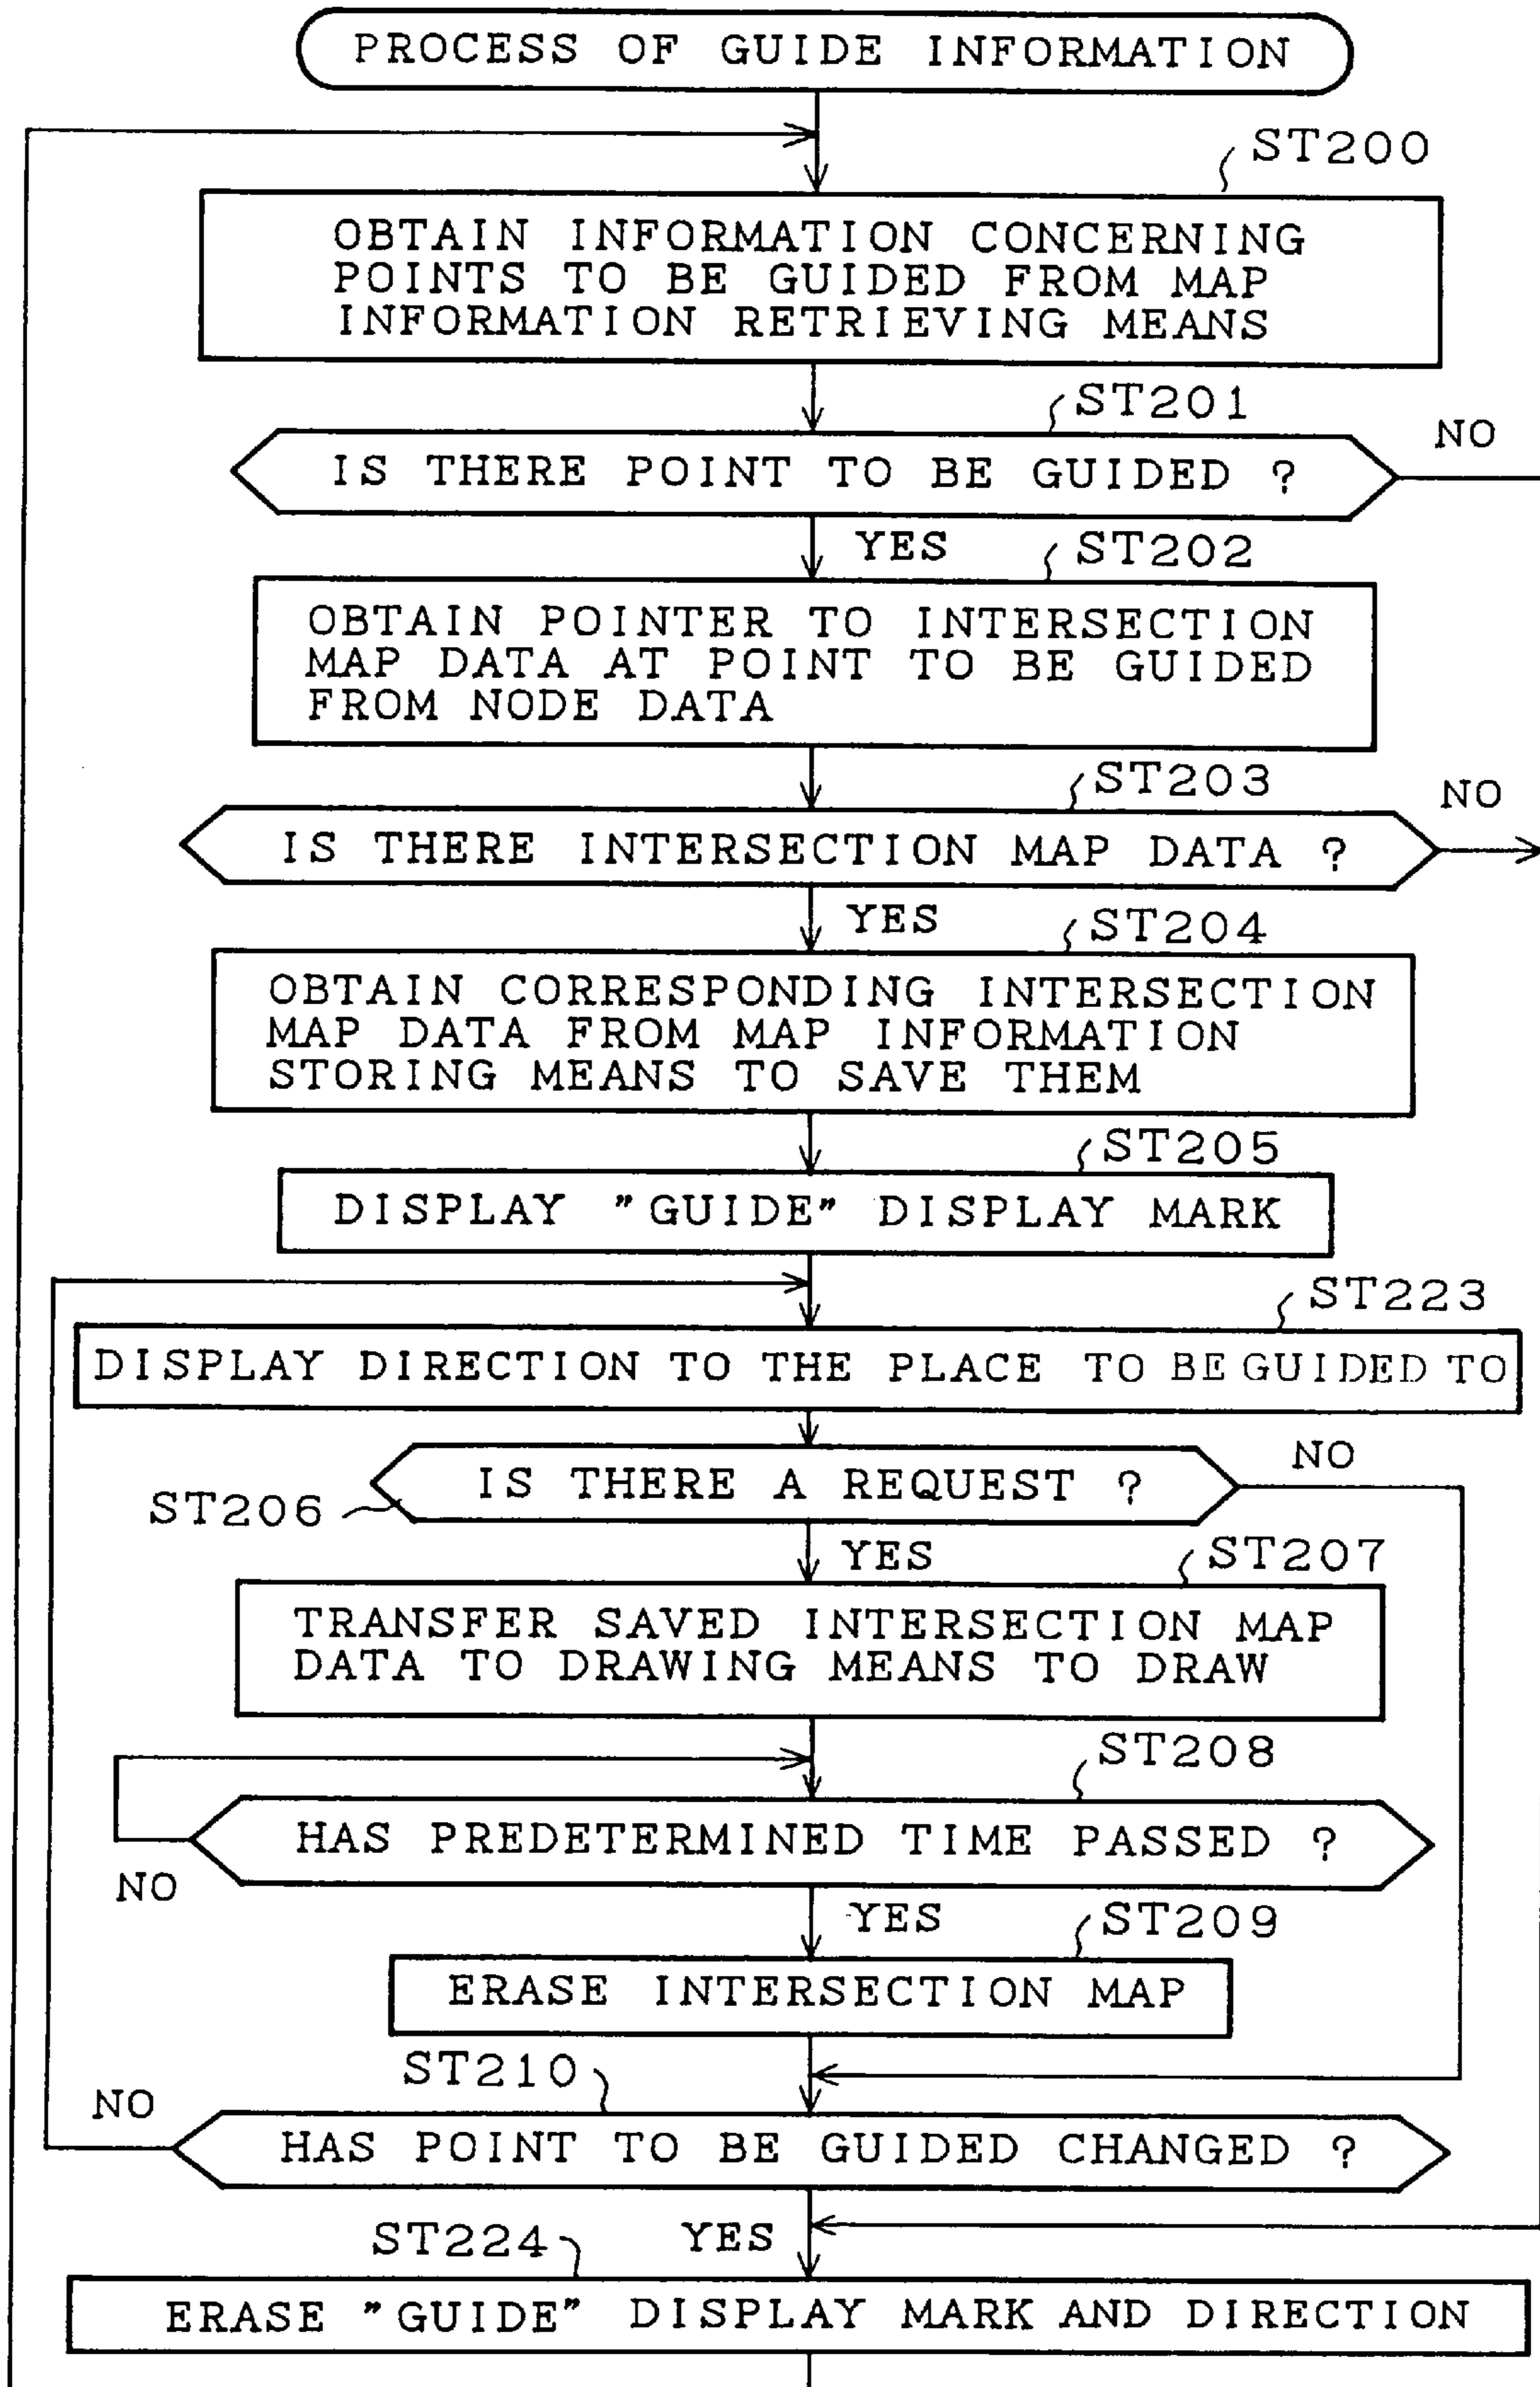 PROCESS OF GUIDE INFORMATION
ST200
OBTAIN INFORMATION CONCERNING
POINTS TO BE GUIDED FROM MAP
INFORMATION RETRIEVING MEANS
ST201
NO
IS THERE POINT TO BE GUIDED ?
YES
ST202
OBTAIN POINTER TO INTERSECTION
MAP DATA AT POINT TO BE GUIDED
FROM NODE DATA
ST203
NO
IS THERE INTERSECTION MAP DATA ?
YES
ST204
OBTAIN CORRESPONDING INTERSECTION
MAP DATA FROM MAP INFORMATION
STORING MEANS TO SAVE THEM
ST205
DISPLAY "GUIDE" DISPLAY MARK
ST223
DISPLAY DIRECTION TO THE PLACE TO BE GUIDED TO
NO
IS THERE A REQUEST ?
ST206
YES
ST207
TRANSFER SAVED INTERSECTION MAP
DATA TO DRAWING MEANS TO DRAW
ST208
HAS PREDETERMINED TIME PASSED ?
NO
YES
ST209
ERASE INTERSECTION MAP
ST210
NO
HAS POINT TO BE GUIDED CHANGED ?
ST224
YES
ERASE "GUIDE" DISPLAY MARK AND DIRECTION